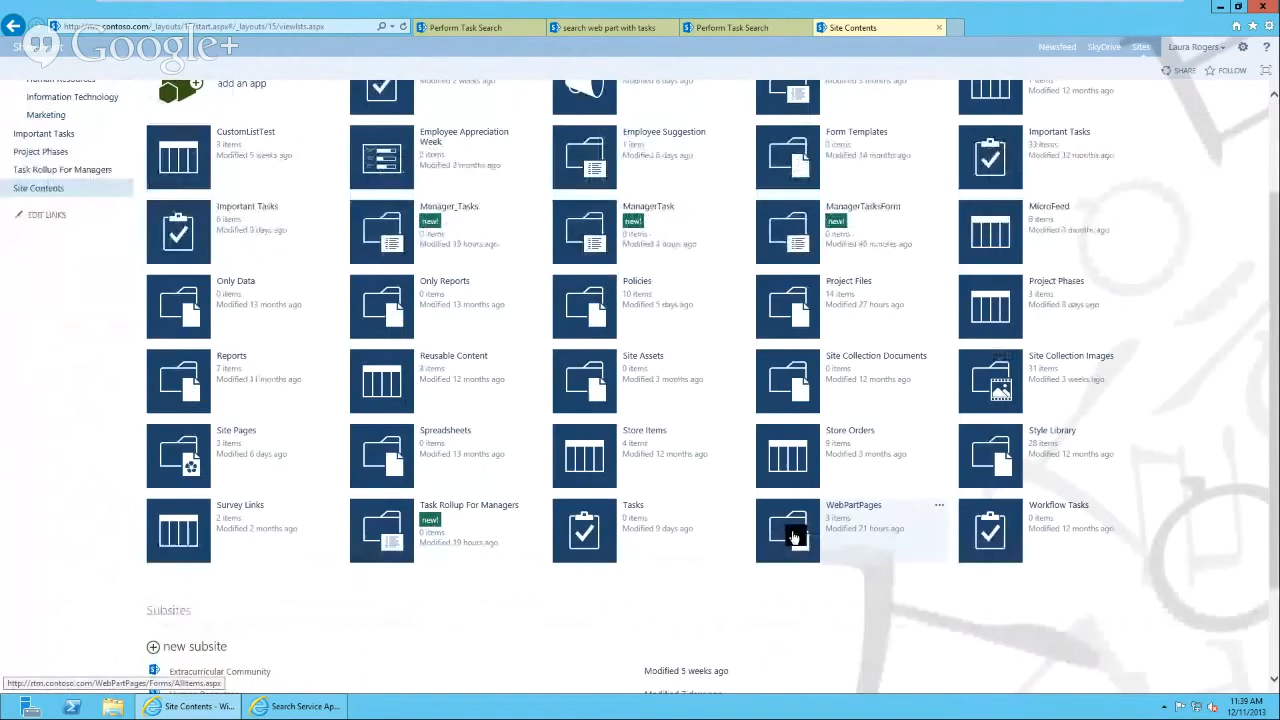 http://rtm.contoso.com/_layouts/15/start.aspx#/_layouts/15/viewlsts.aspx
Perform Task Search
search web part with tasks
Perform Task Search
Site Contents
Google+
Newsfeed
SkyDrive
Sites
Laura Rogers
SHARE
FOLLOW
Human Resources
Information Technology
Marketing
Important Tasks
Project Phases
Task Rollup For Managers
Site Contents
EDIT LINKS
add an app
Modified 2 weeks ago
Modified 12 months ago
Modified 12 months ago
CustomListTest
3 items
Modified 5 weeks ago
Employee Appreciation
Week
2 items
Modified 2 months ago
Employee Suggestion
1 items
Modified 6 days ago
Form Templates
0 items
Modified 14 months ago
Important Tasks
Modified 12 months ago
Important Tasks
6 items
Modified 9 days ago
Manager_Tasks
new!
0 items
Modified 19 hours ago
ManagerTask
new!
Modified 4 hours ago
ManagerTasksForm
new!
Modified 46 minutes ago
MicroFeed
8 items
Only Data
0 items
Modified 13 months ago
Only Reports
0 items
Modified 13 months ago
Policies
10 items
Modified 5 days ago
Project Files
14 items
Modified 27 hours ago
Project Phases
3 items
Modified 8 days ago
Reports
7 items
Modified 11 months ago
Reusable Content
3 items
Modified 12 months ago
Site Assets
0 items
Modified 3 months ago
Site Collection Documents
0 items
Modified 12 months ago
Site Collection Images
31 items
Modified 3 weeks ago
Site Pages
3 items
Modified 6 days ago
Spreadsheets
0 items
Modified 13 months ago
Store Items
4 items
Modified 12 months ago
Store Orders
9 items
Modified 3 months ago
Style Library
28 items
Modified 12 months ago
Survey Links
2 items
Modified 2 months ago
Task Rollup For Managers
new!
0 items
Modified 19 hours ago
Tasks
0 items
Modified 9 days ago
WebPartPages
3 items
Modified 21 hours ago
Workflow Tasks
0 items
Modified 12 months ago
Subsites
new subsite
Extracurricular Community
Modified 5 weeks ago
http://rtm.contoso.com/WebPartPages/Forms/AllItems.aspx
Site Contents - Wi...
Search Service Ap...
11:39 AM
12/11/2013